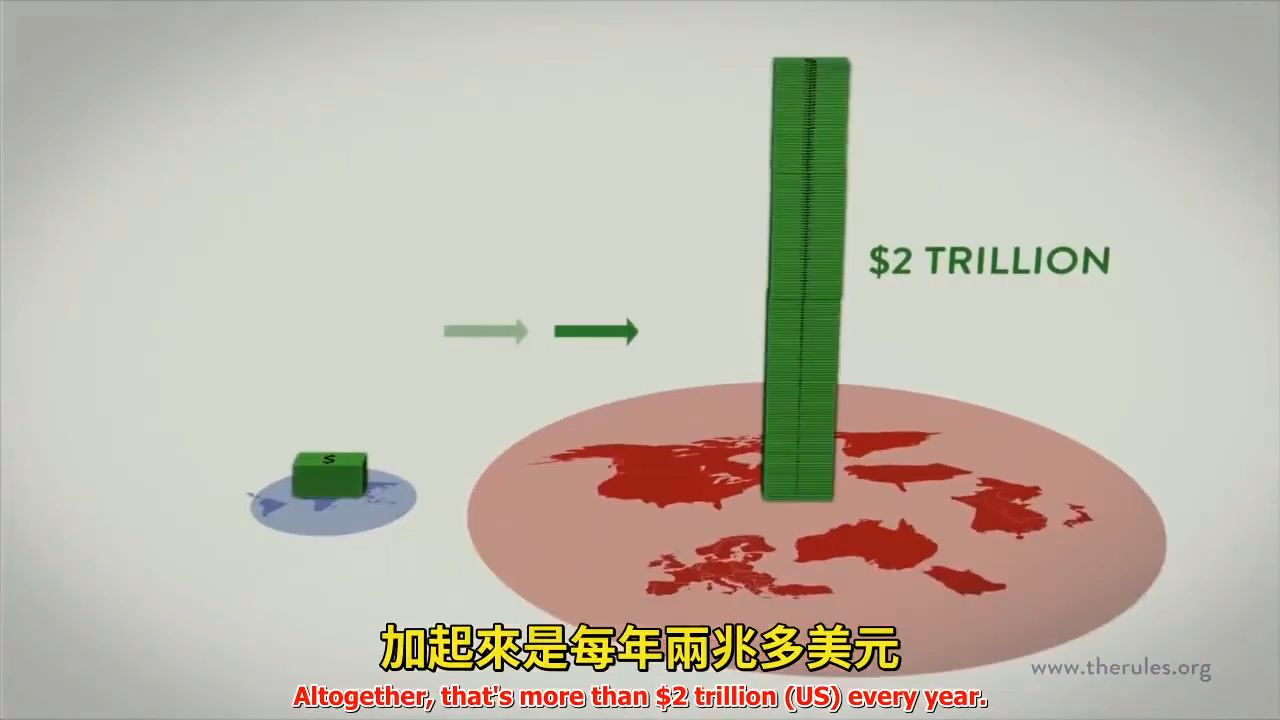 $2 TRILLION
$
加起來是每年兩兆多美元
www.therules.org
Altogether, that's more than $2 trillion (US) every year.